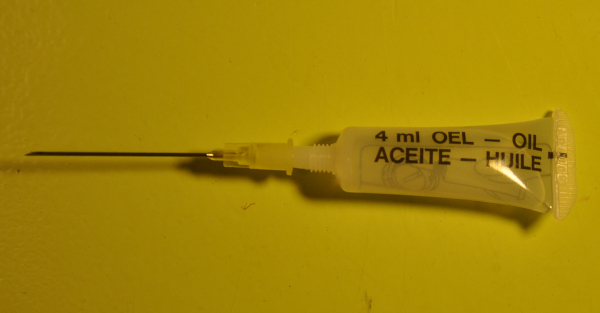 4 ml OEL – OIL
ACEITE – HUILE